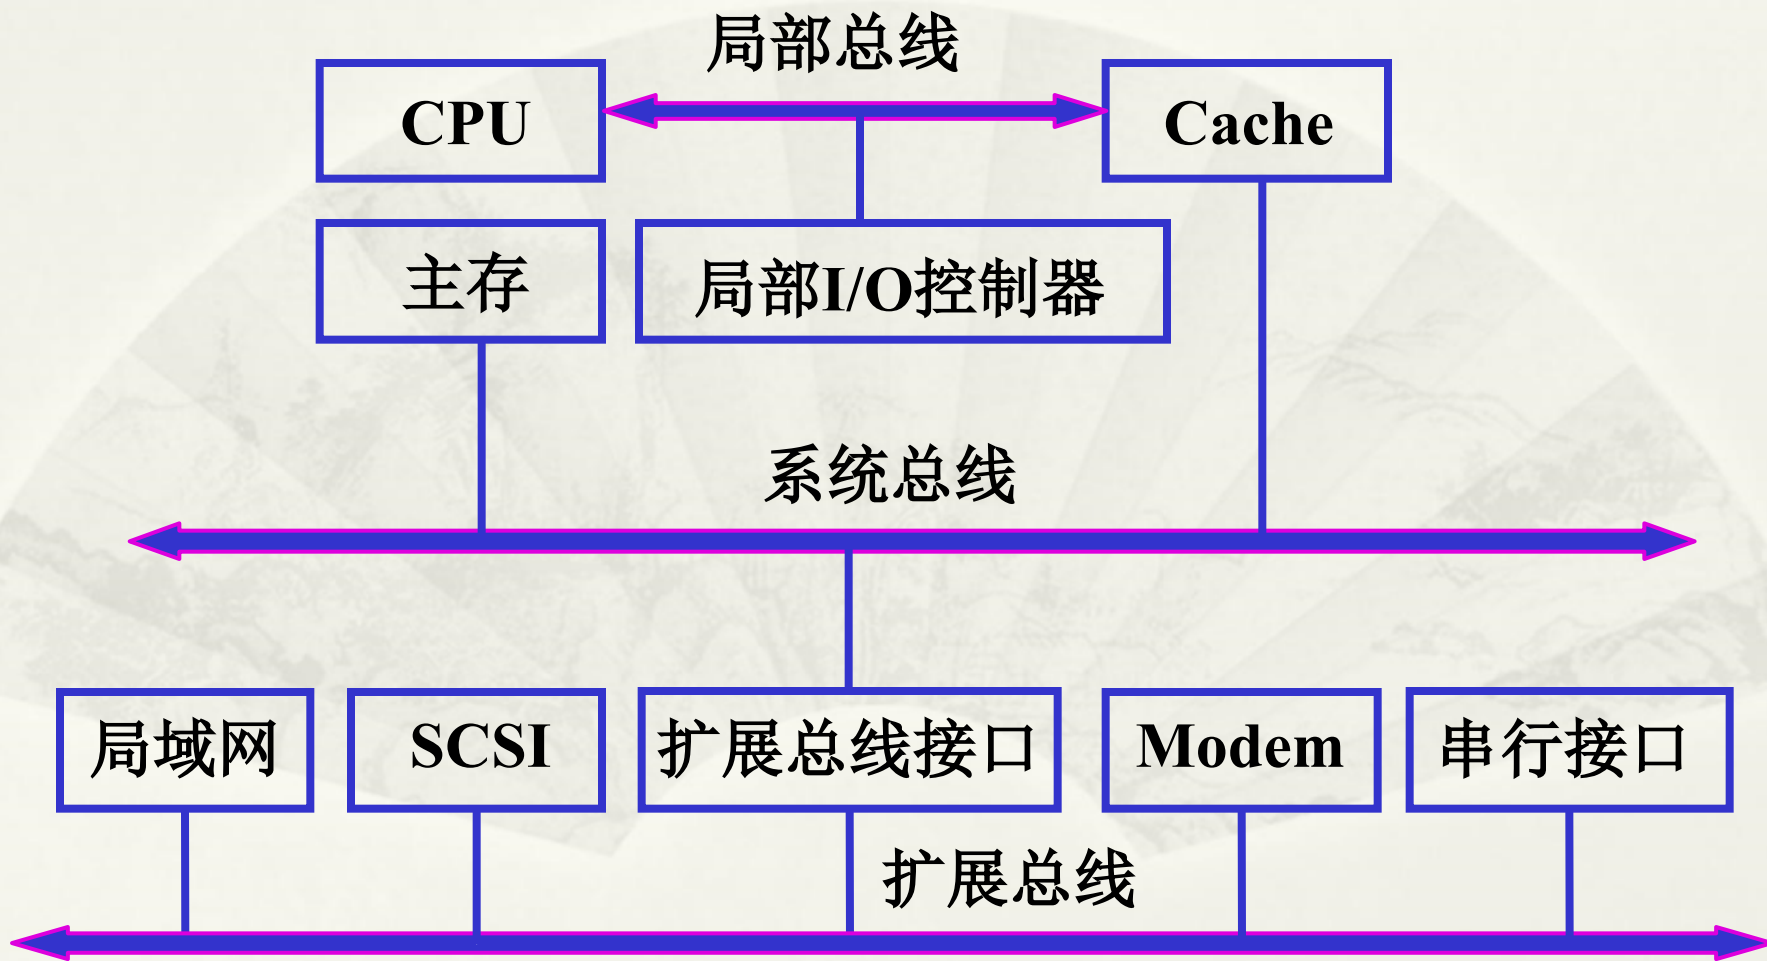 局部总线
CPU
Cache
主存
局部I/O控制器
系统总线
局域网
SCSI
扩展总线接口
Modem
串行接口
扩展总线